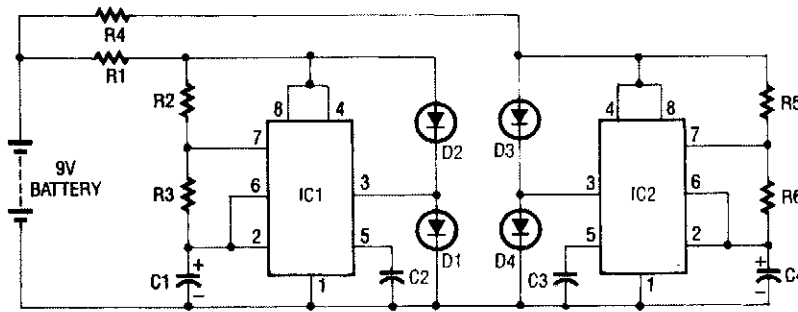 R4
R1
R2
8
4
7
9V
BATTERY
R3
6
IC1
3
2
5
C1
+
−
1
C2
D2
D1
D3
D4
4
8
R5
7
3
IC2
6
R6
5
2
C3
1
+
−
C4